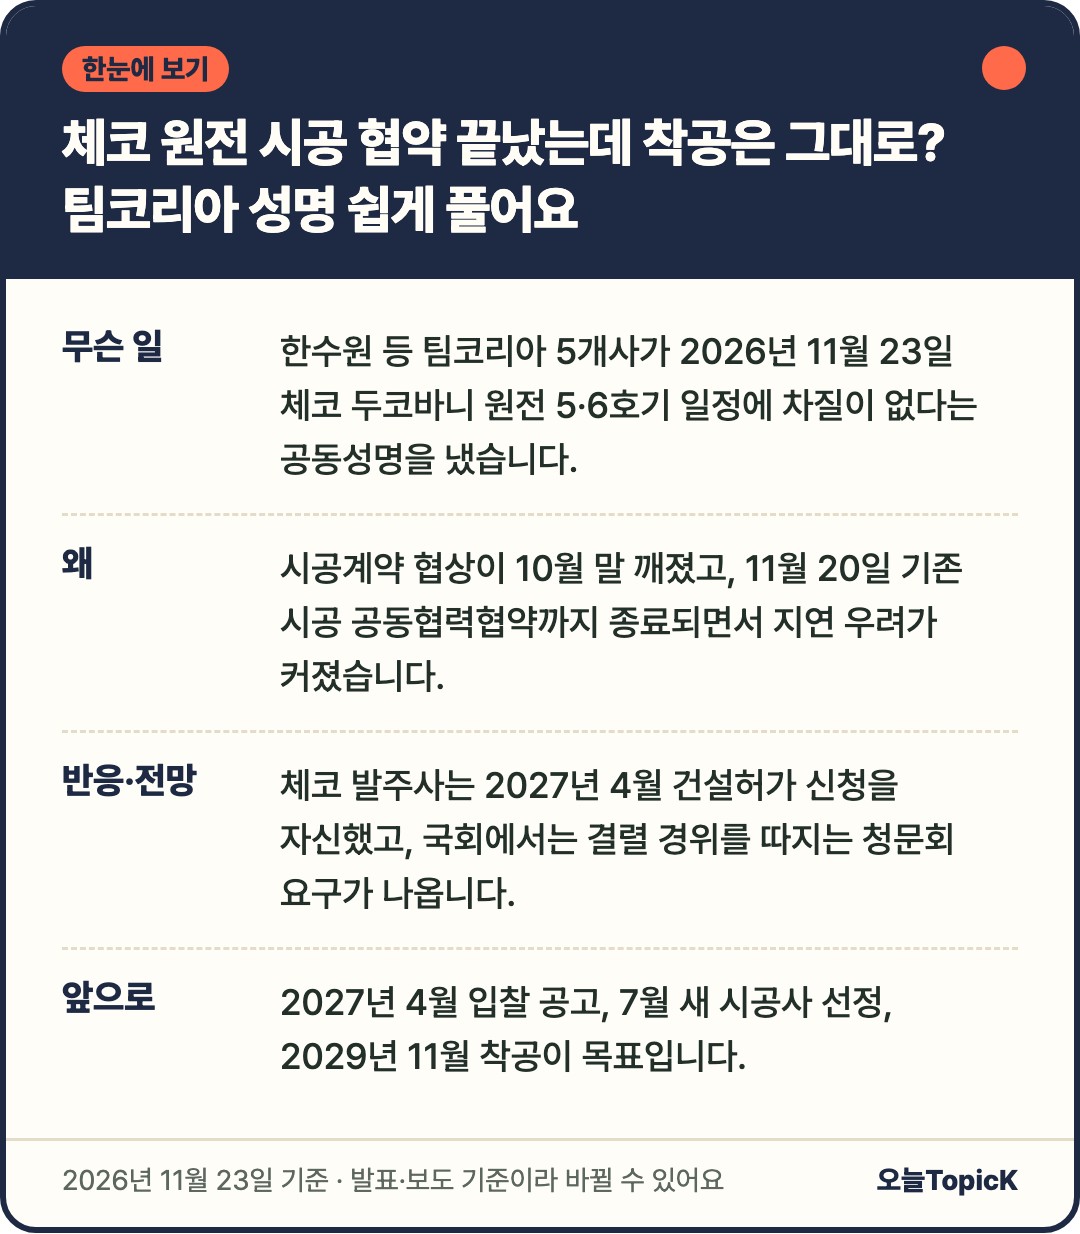 한눈에 보기
체코 원전 시공 협약 끝났는데 착공은 그대로?
팀코리아 성명 쉽게 풀어요
무슨 일
한수원 등 팀코리아 5개사가 2026년 11월 23일
체코 두코바니 원전 5·6호기 일정에 차질이 없다는
공동성명을 냈습니다.
왜
시공계약 협상이 10월 말 깨졌고, 11월 20일 기존
시공 공동협력협약까지 종료되면서 지연 우려가
커졌습니다.
반응·전망
체코 발주사는 2027년 4월 건설허가 신청을
자신했고, 국회에서는 결렬 경위를 따지는 청문회
요구가 나옵니다.
앞으로
2027년 4월 입찰 공고, 7월 새 시공사 선정,
2029년 11월 착공이 목표입니다.
2026년 11월 23일 기준 · 발표·보도 기준이라 바뀔 수 있어요
오늘TopicK